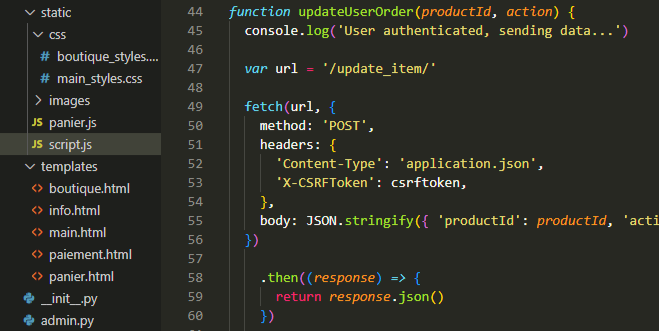 static
css
boutique_styles....
main_styles.css
images
JS panier.js
JS script.js
templates
<> boutique.html
<> info.html
<> main.html
<> paiement.html
<> panier.html
__init__.py
admin.py
44 function updateUserOrder(productId, action) {
45 console.log('User authenticated, sending data...')
46
47 var url = '/update_item/'
48
49 fetch(url, {
50 method: 'POST',
51 headers: {
52 'Content-Type': 'application.json',
53 'X-CSRFToken': csrftoken,
54 },
55 body: JSON.stringify({ 'productId': productId, 'acti
56 })
57
58 .then((response) => {
59 return response.json()
60 })